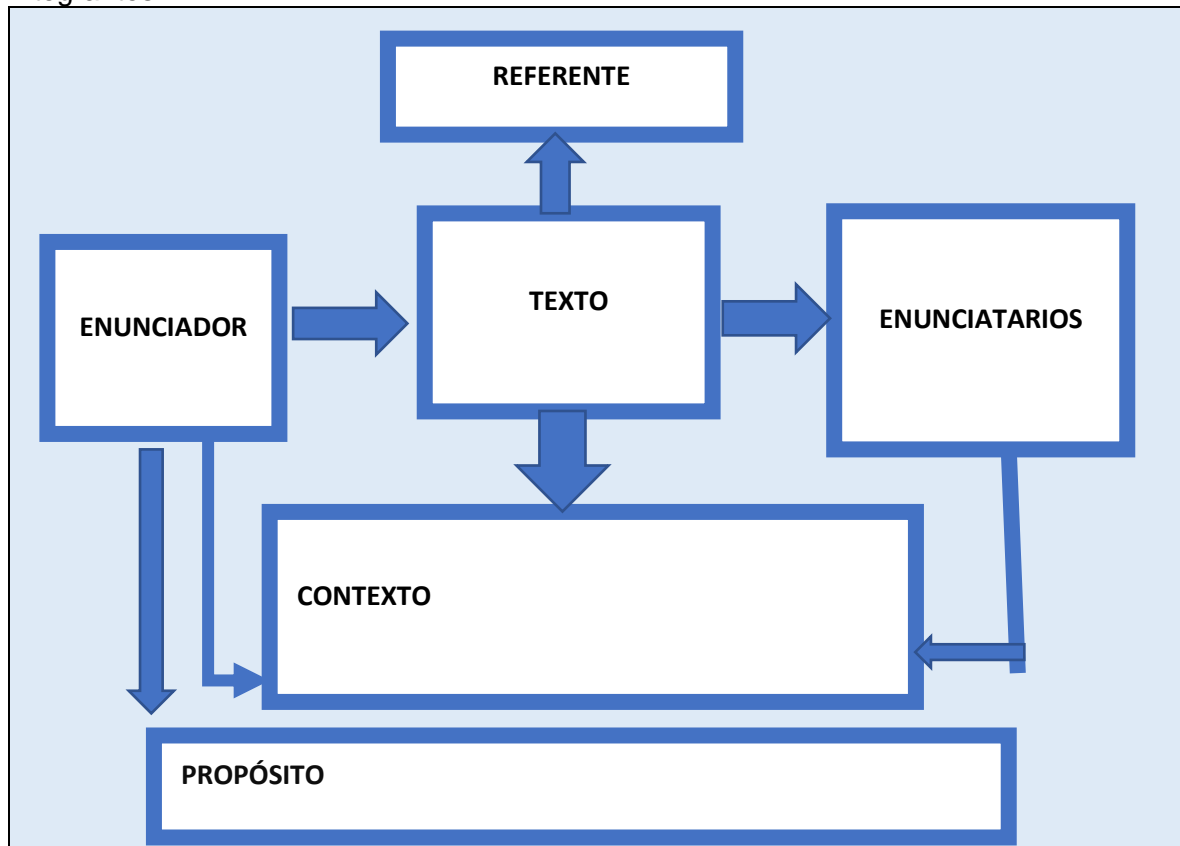 REFERENTE
TEXTO
ENUNCIADOR
ENUNCIATARIOS
CONTEXTO
PROPÓSITO